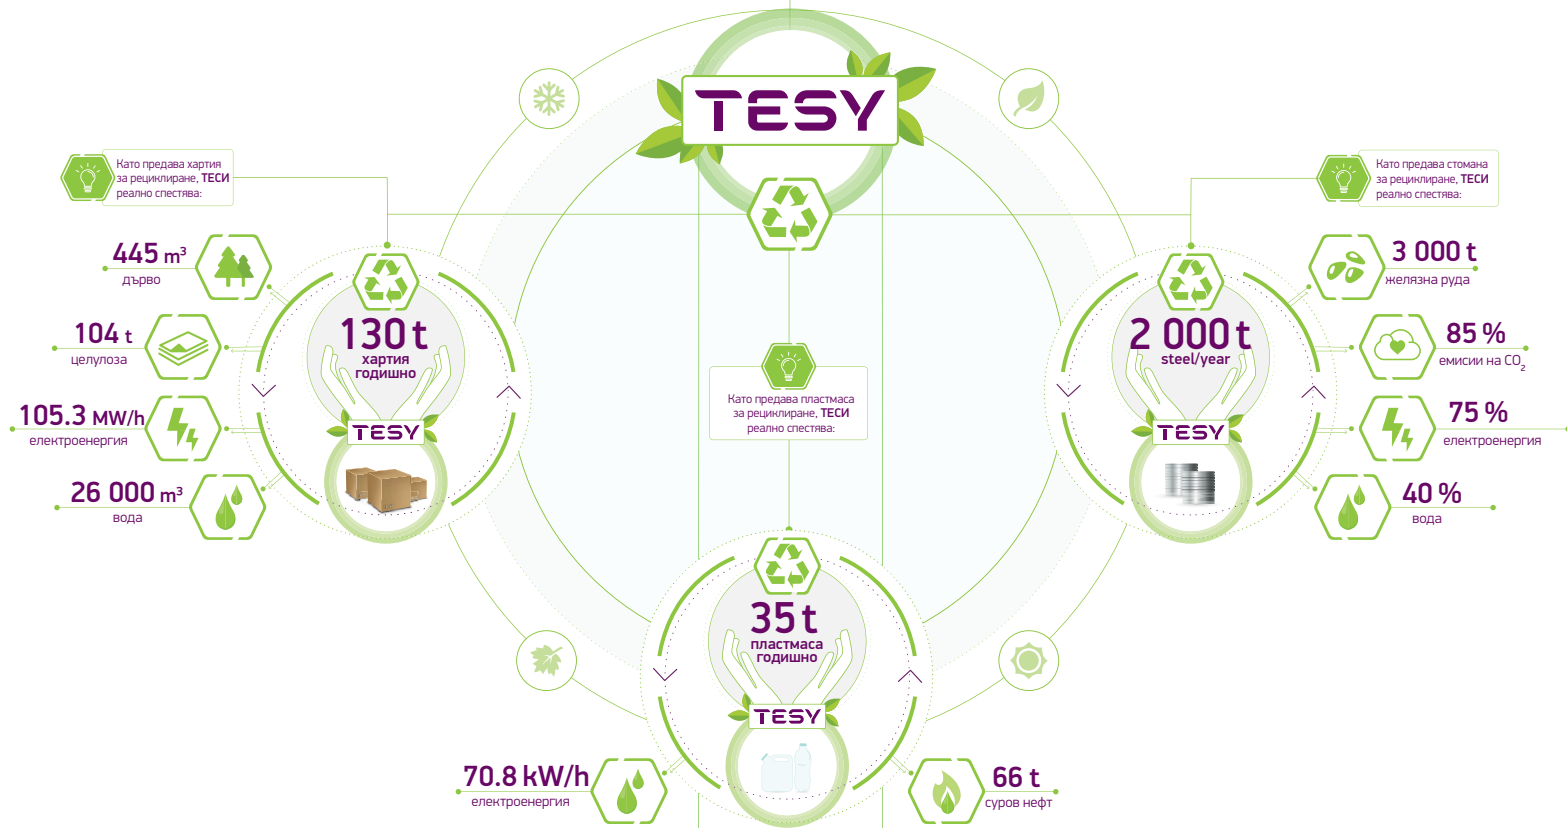 TESY
Като предава хартия
за рециклиране, ТЕСИ
реално спестява:
445 m³
дърво
104 t
целулоза
105.3 MW/h
електроенергия
26 000 m³
вода
130 t
хартия
годишно
TESY
Като предава пластмаса
за рециклиране, ТЕСИ
реално спестява:
35 t
пластмаса
годишно
TESY
70.8 kW/h
електроенергия
66 t
суров нефт
Като предава стомана
за рециклиране, ТЕСИ
реално спестява:
2 000 t
steel/year
TESY
3 000 t
желязна руда
85 %
емисии на CO₂
75 %
електроенергия
40 %
вода